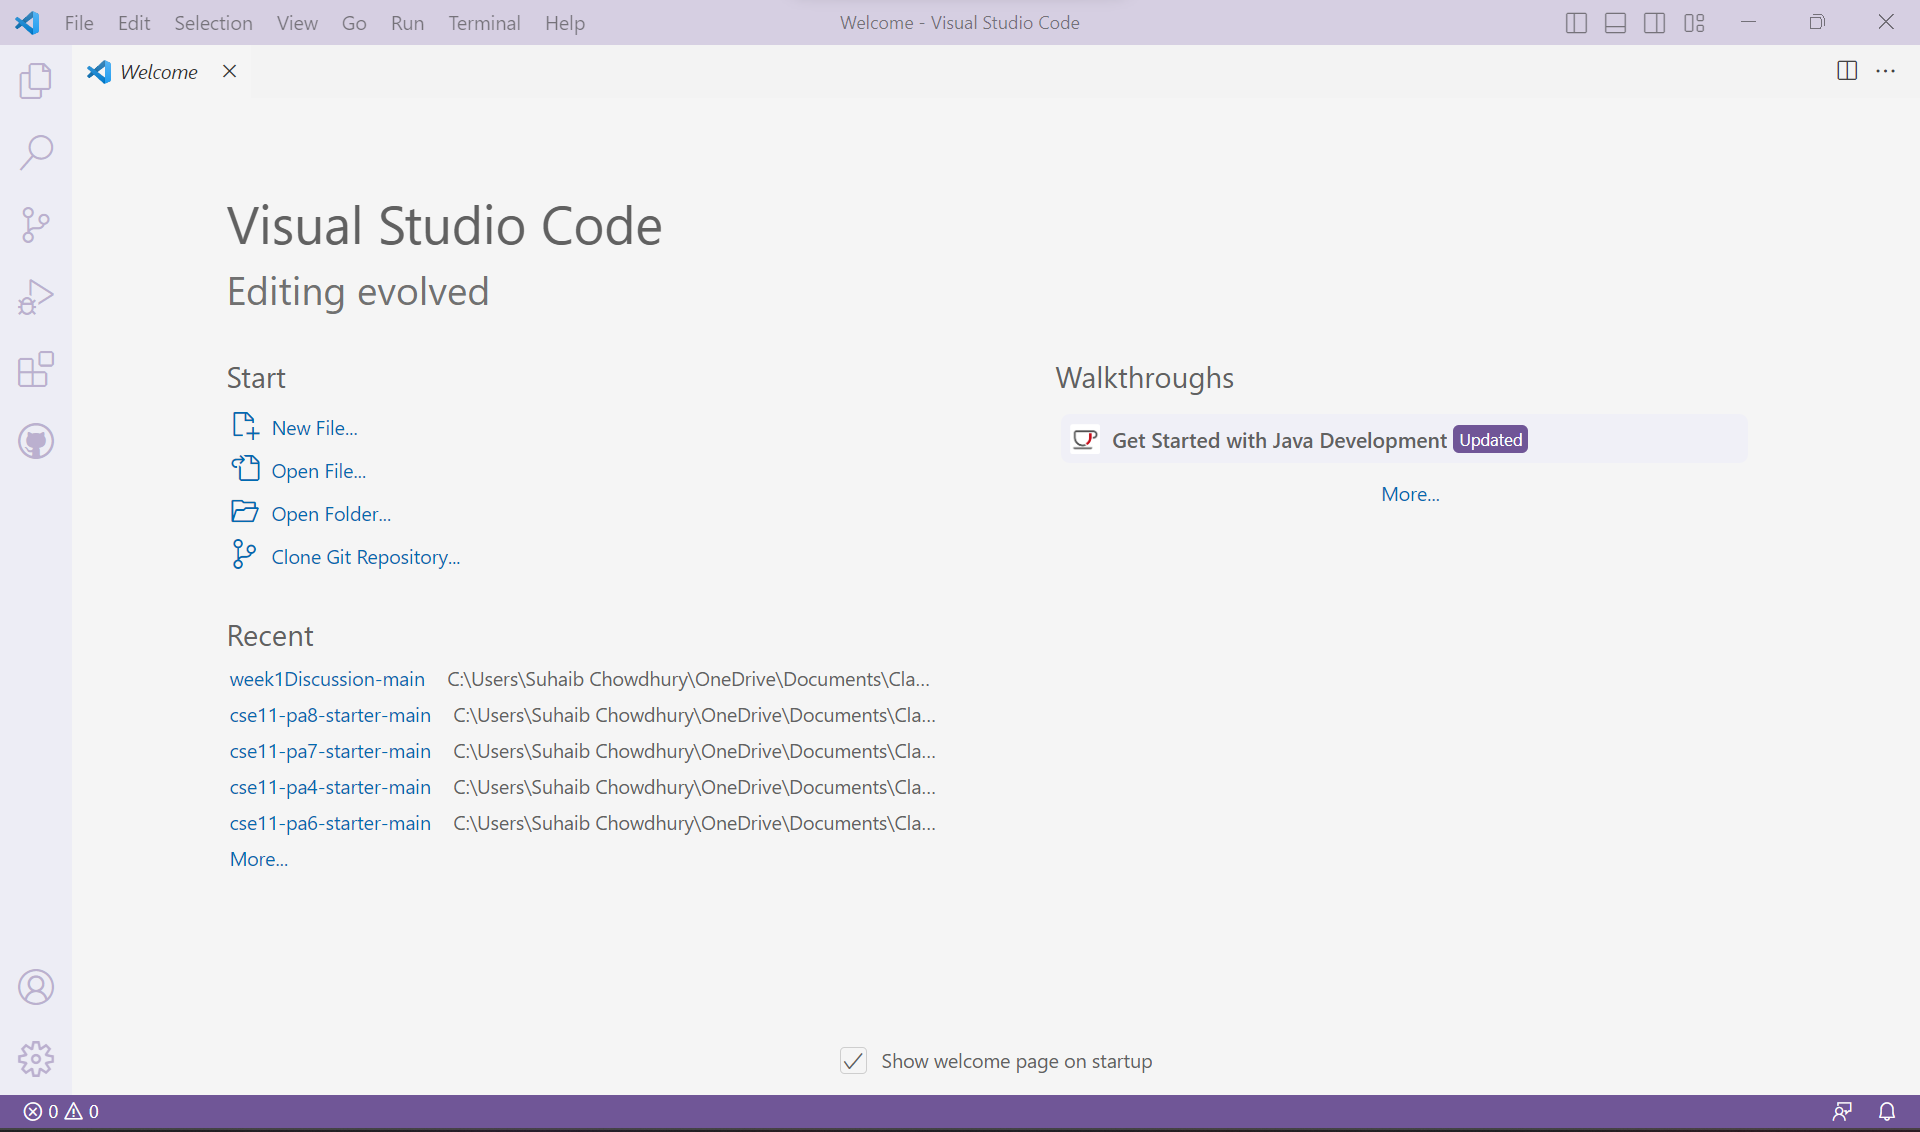 File Edit Selection View Go Run Terminal Help Welcome - Visual Studio Code
Welcome
Visual Studio Code
Editing evolved
Start
New File...
Open File...
Open Folder...
Clone Git Repository...
Walkthroughs
Get Started with Java Development Updated
More...
Recent
week1Discussion-main C:\Users\Suhaib Chowdhury\OneDrive\Documents\Cla...
cse11-pa8-starter-main C:\Users\Suhaib Chowdhury\OneDrive\Documents\Cla...
cse11-pa7-starter-main C:\Users\Suhaib Chowdhury\OneDrive\Documents\Cla...
cse11-pa4-starter-main C:\Users\Suhaib Chowdhury\OneDrive\Documents\Cla...
cse11-pa6-starter-main C:\Users\Suhaib Chowdhury\OneDrive\Documents\Cla...
More...
Show welcome page on startup
0 0